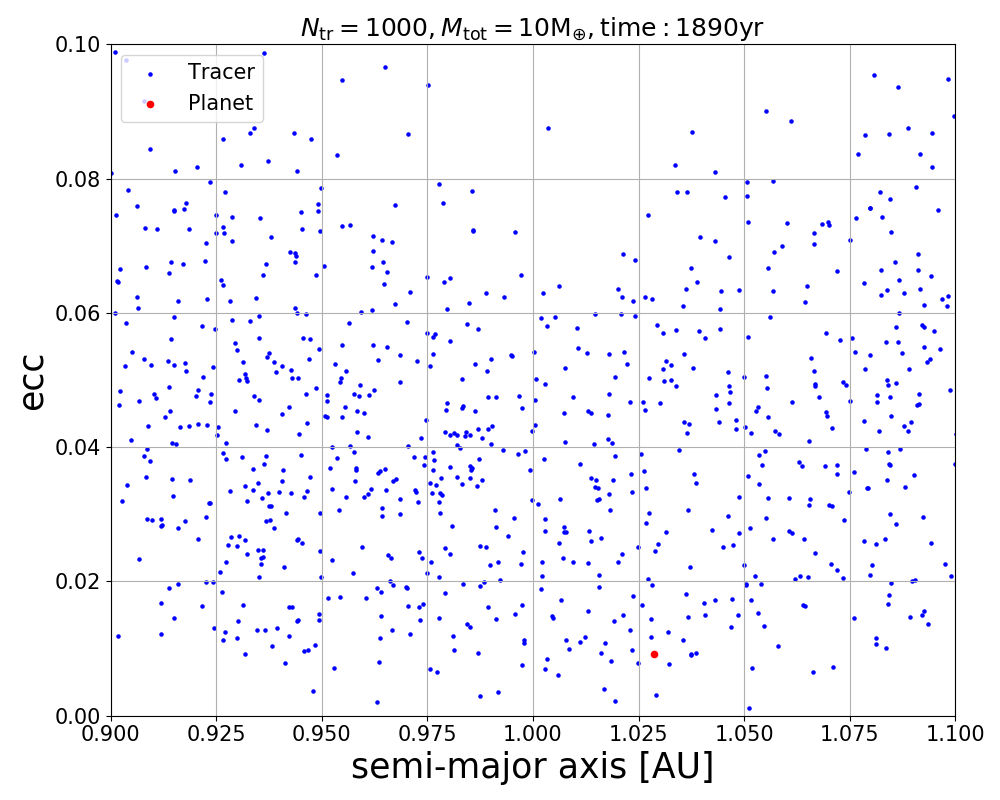 N_tr = 1000, M_tot = 10M_⊕, time : 1890yr
0.10
Tracer
Planet
0.08
0.06
ecc
0.04
0.02
0.00
0.900 0.925 0.950 0.975 1.000 1.025 1.050 1.075 1.100
semi-major axis [AU]